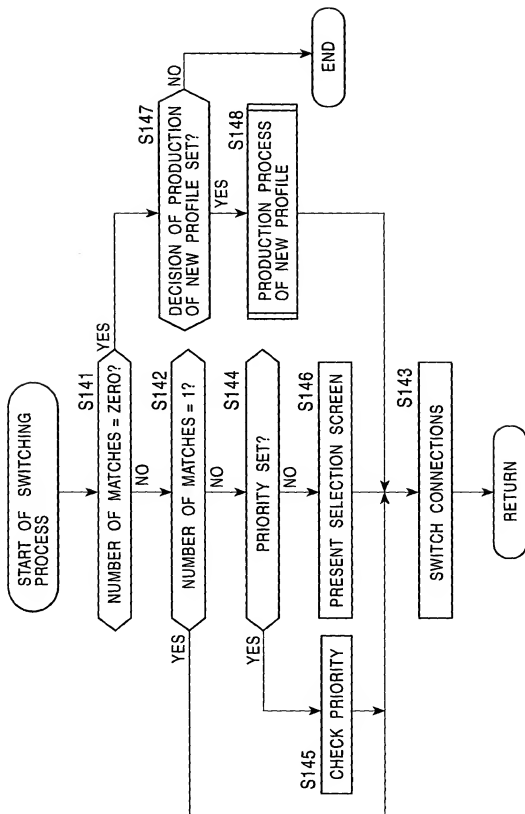 START OF SWITCHING
PROCESS
S141
NUMBER OF MATCHES = ZERO?
YES
NO
S142
NUMBER OF MATCHES = 1?
YES
NO
S144
PRIORITY SET?
YES
NO
S145
CHECK PRIORITY
S146
PRESENT SELECTION SCREEN
S147
DECISION OF PRODUCTION
OF NEW PROFILE SET?
NO
YES
S148
PRODUCTION PROCESS
OF NEW PROFILE
END
S143
SWITCH CONNECTIONS
RETURN